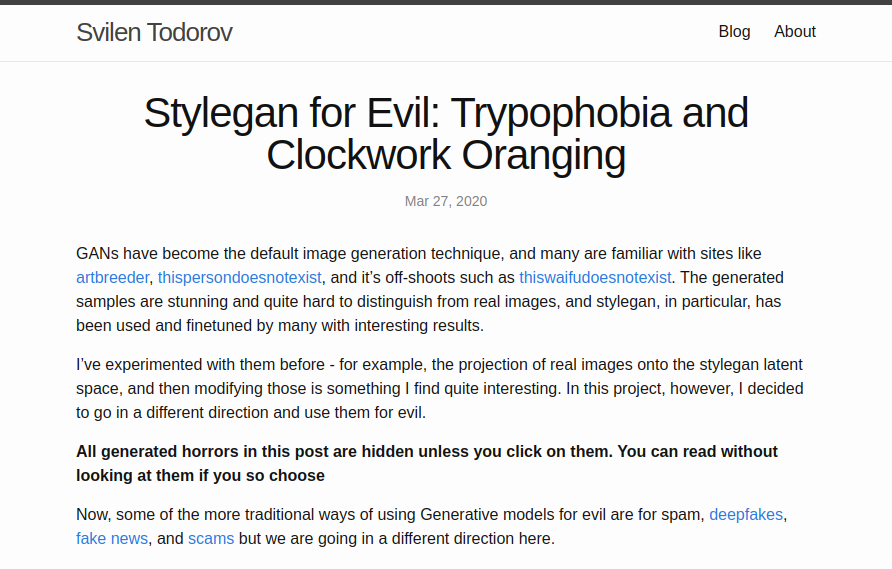 Svilen Todorov
Blog About
Stylegan for Evil: Trypophobia and
Clockwork Oranging
Mar 27, 2020
GANs have become the default image generation technique, and many are familiar with sites like
artbreeder, thispersondoesnotexist, and it’s off-shoots such as thiswaifudoesnotexist. The generated
samples are stunning and quite hard to distinguish from real images, and stylegan, in particular, has
been used and finetuned by many with interesting results.
I’ve experimented with them before - for example, the projection of real images onto the stylegan latent
space, and then modifying those is something I find quite interesting. In this project, however, I decided
to go in a different direction and use them for evil.
All generated horrors in this post are hidden unless you click on them. You can read without
looking at them if you so choose
Now, some of the more traditional ways of using Generative models for evil are for spam, deepfakes,
fake news, and scams but we are going in a different direction here.